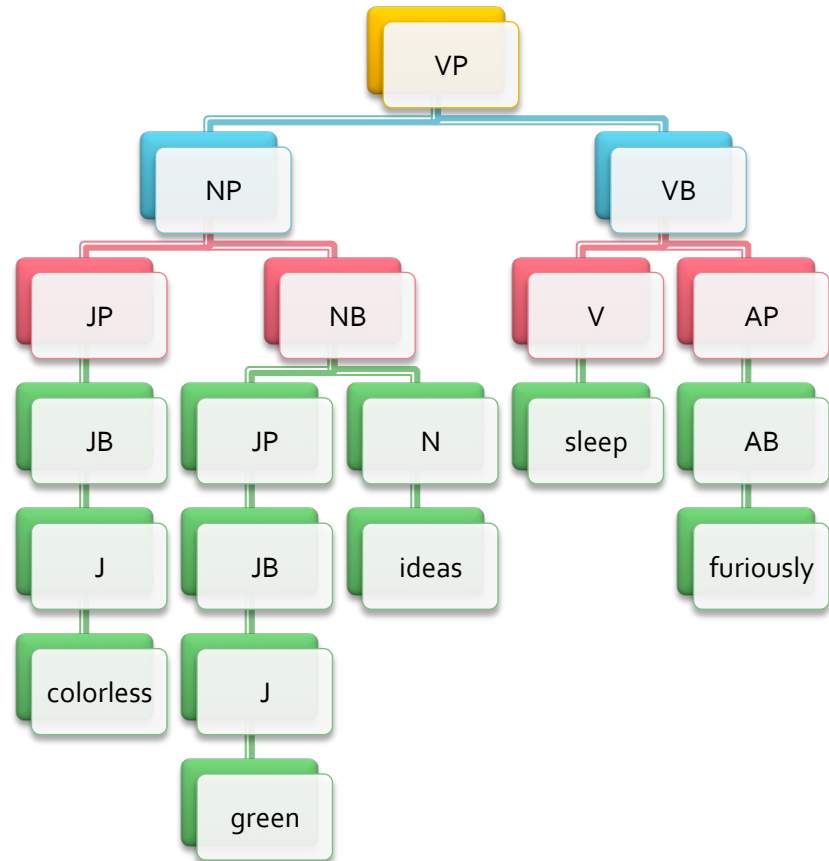 VP
NP VB
JP NB V AP
JB JP N sleep AB
J JB ideas furiously
colorless J
green